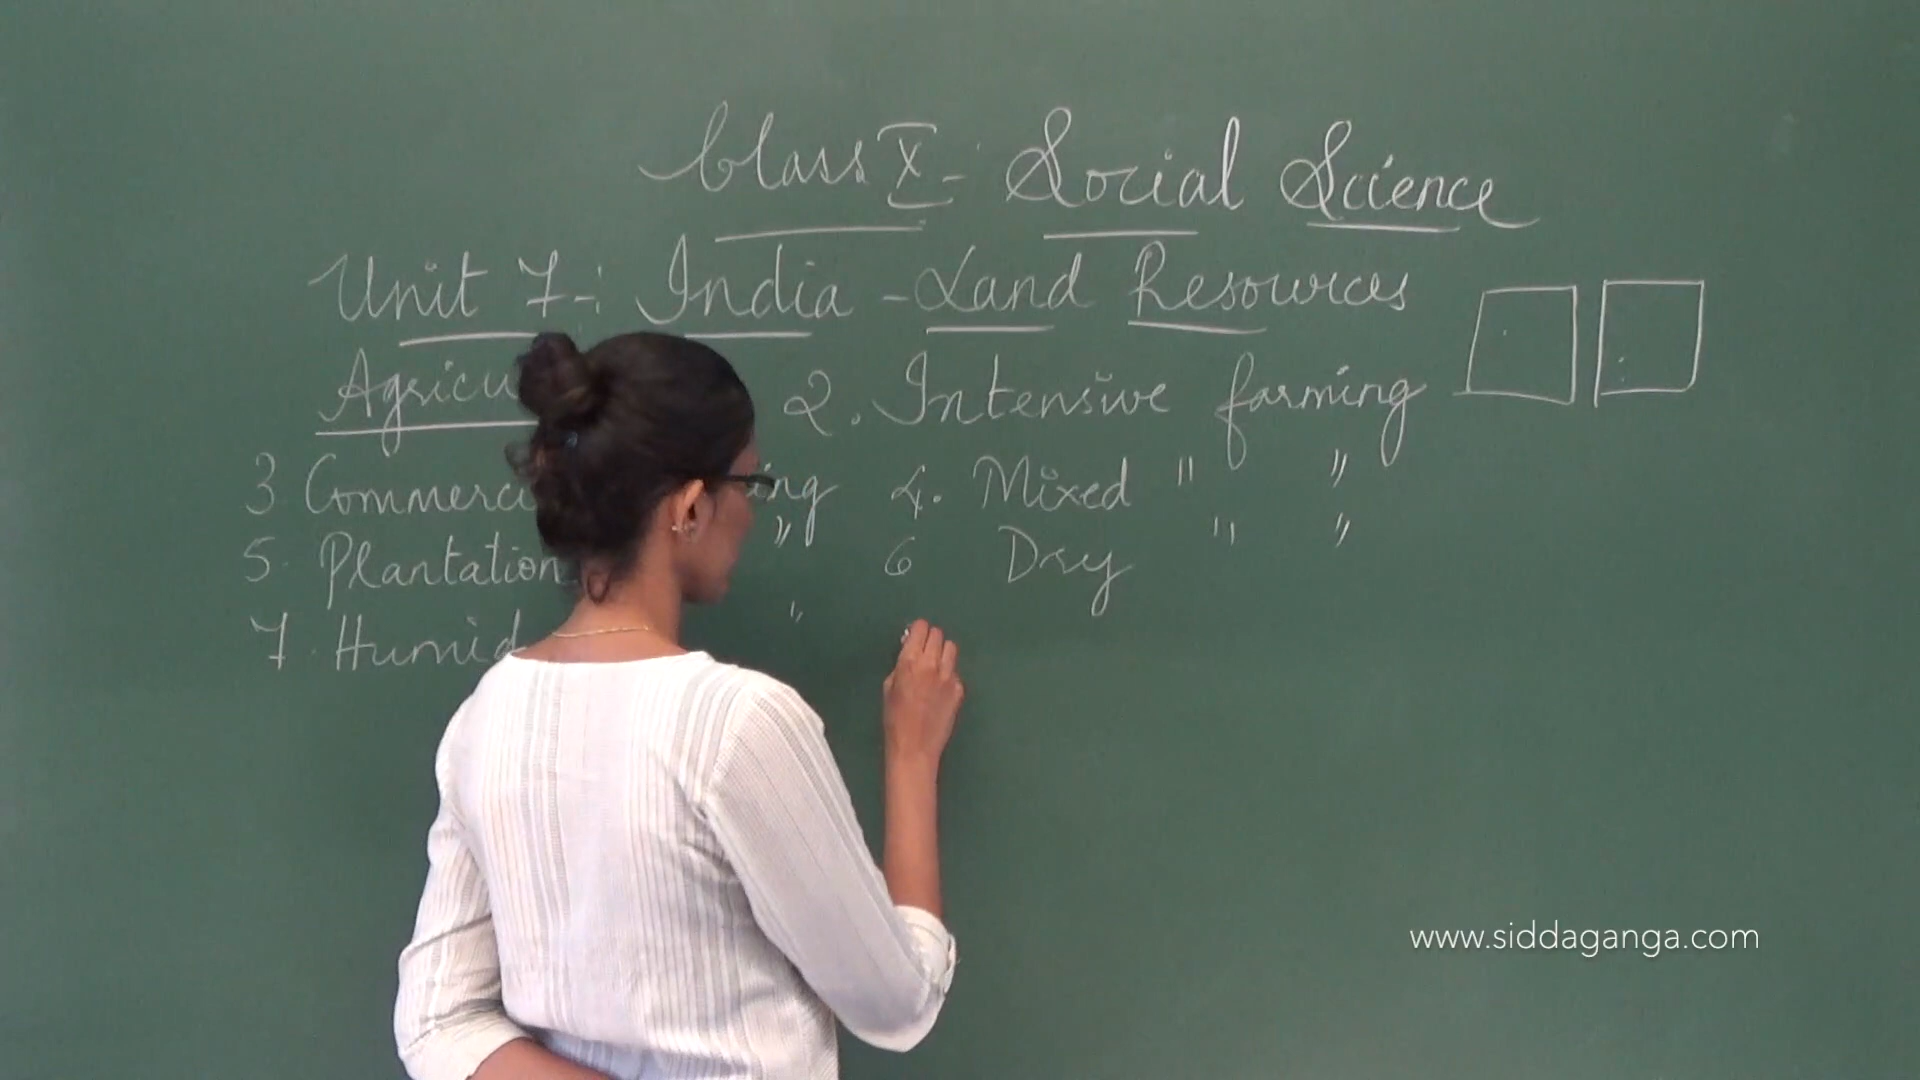 Class X - Social Science
Unit 7 -: India - Land Resources
Agricu 2. Intensive farming
3 Commerci ing 4. Mixed " "
5. Plantation " 6 Dry " "
7. Humid "
www.siddaganga.com